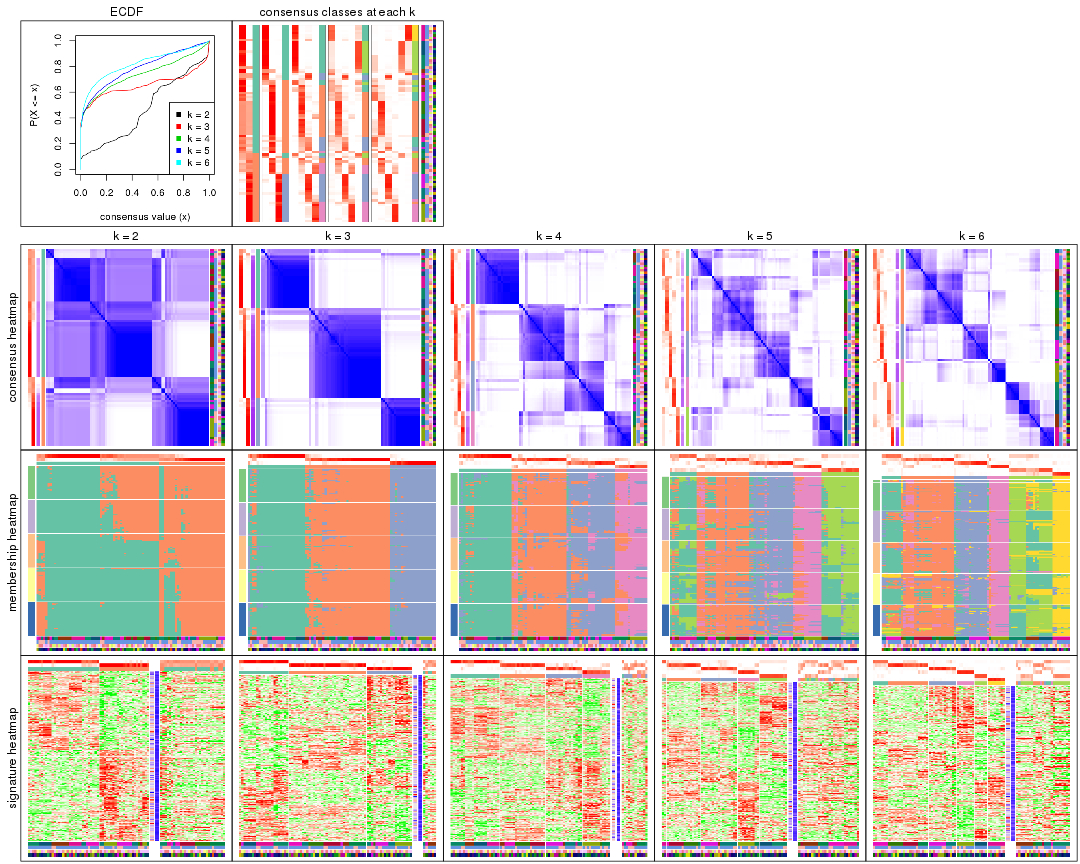 ECDF
consensus classes at each k
P(X <= x)
1.0
0.8
0.6
0.4
0.2
0.0
k = 2
k = 3
k = 4
k = 5
k = 6
0.0 0.2 0.4 0.6 0.8 1.0
consensus value (x)
k = 2
k = 3
k = 4
k = 5
k = 6
consensus heatmap
membership heatmap
signature heatmap